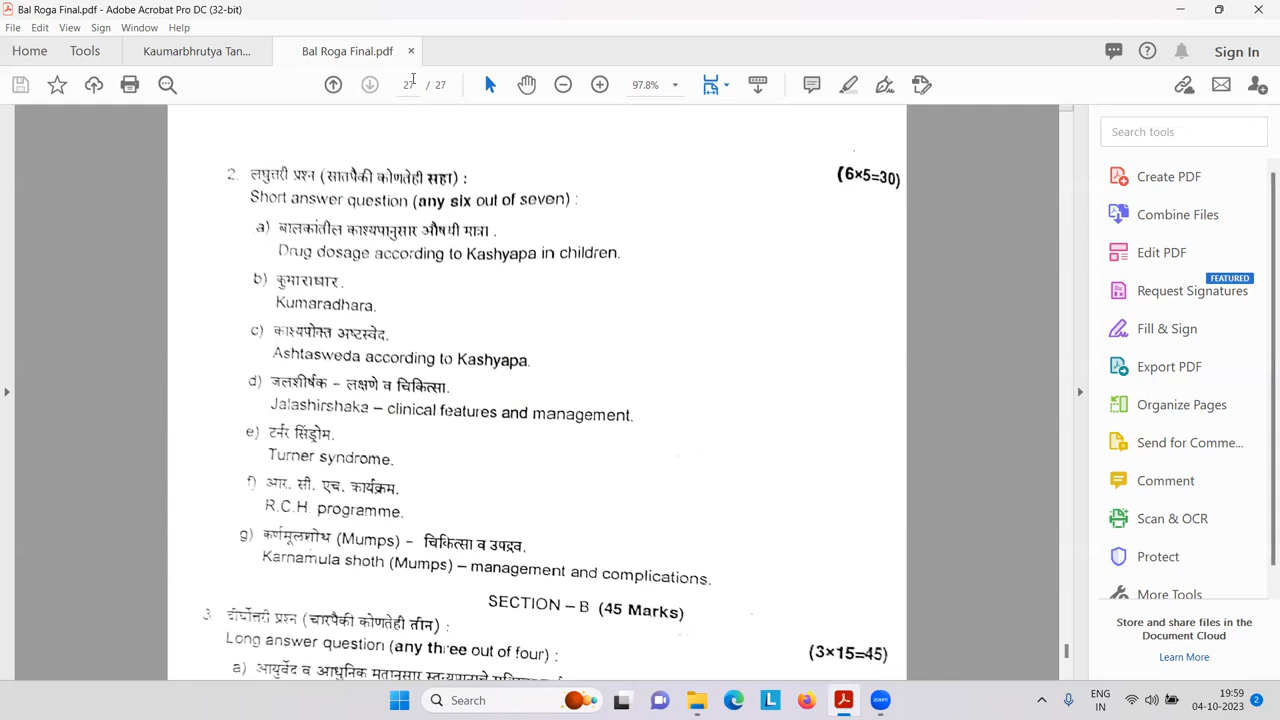 Bal Roga Final.pdf - Adobe Acrobat Pro DC (32-bit)
File Edit View Sign Window Help
Home Tools Kaumarbhrutya Tan... Bal Roga Final.pdf × Sign In
27 / 27 97.8%
2. लघुत्तरी प्रश्न (सातपैकी कोणतेही सहा) : (6×5=30)
Short answer question (any six out of seven) :
a) बालकांतील काश्यपानुसार औषधी मात्रा .
Drug dosage according to Kashyapa in children.
b) कुमाराधार.
Kumaradhara.
c) काश्यपोक्त अष्टस्वेद.
Ashtasweda according to Kashyapa.
d) जलशीर्षक – लक्षणे व चिकित्सा.
Jalashirshaka – clinical features and management.
e) टर्नर सिंड्रोम.
Turner syndrome.
f) आर. सी. एच. कार्यक्रम.
R.C.H. programme.
g) कर्णमूलशोथ (Mumps) – चिकित्सा व उपद्रव.
Karnamula shoth (Mumps) – management and complications.
SECTION – B (45 Marks)
3. दीर्घोत्तरी प्रश्न (चारपैकी कोणतेही तीन) :
Long answer question (any three out of four) : (3×15=45)
a) आयुर्वेद व आधुनिक मतानुसार
Search tools
Create PDF
Combine Files
Edit PDF
FEATURED
Request Signatures
Fill & Sign
Export PDF
Organize Pages
Send for Comme...
Comment
Scan & OCR
Protect
More Tools
Store and share files in the
Document Cloud
Learn More
Search
ENG
IN
19:59
04-10-2023
2